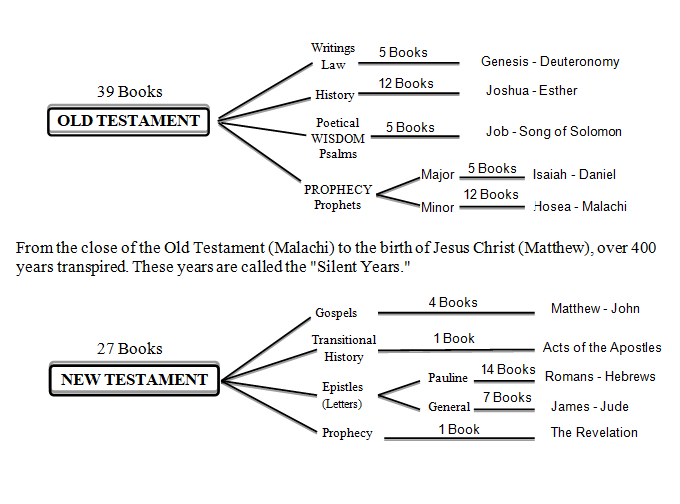 Writings
Law
5 Books
Genesis - Deuteronomy
39 Books
OLD TESTAMENT
History
12 Books
Joshua - Esther
Poetical
WISDOM
Psalms
5 Books
Job - Song of Solomon
PROPHECY
Prophets
Major
5 Books
Isaiah - Daniel
Minor
12 Books
Hosea - Malachi
From the close of the Old Testament (Malachi) to the birth of Jesus Christ (Matthew), over 400
years transpired. These years are called the "Silent Years."
Gospels
4 Books
Matthew - John
27 Books
NEW TESTAMENT
Transitional
History
1 Book
Acts of the Apostles
Epistles
(Letters)
Pauline
14 Books
Romans - Hebrews
General
7 Books
James - Jude
Prophecy
1 Book
The Revelation